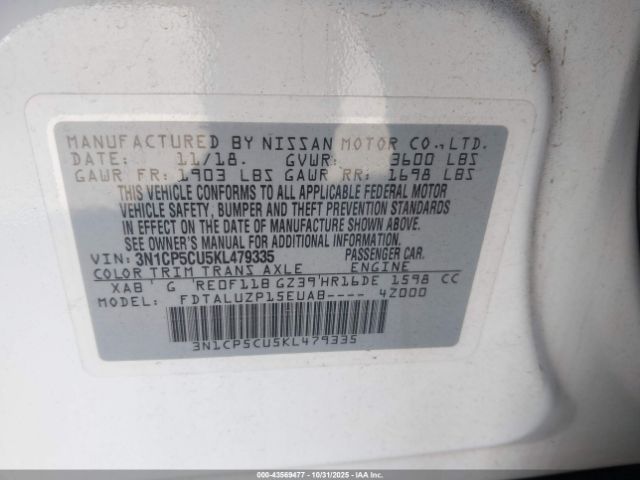 MANUFACTURED BY NISSAN MOTOR CO.,LTD.
DATE: 11/18. GVWR: 3600 LBS
GAWR FR: 1903 LBS GAWR RR: 1698 LBS
THIS VEHICLE CONFORMS TO ALL APPLICABLE FEDERAL MOTOR
VEHICLE SAFETY, BUMPER AND THEFT PREVENTION STANDARDS
IN EFFECT ON THE DATE OF MANUFACTURE SHOWN ABOVE.
SEE OWNER'S MANUAL FOR ADDITIONAL INFORMATION.
VIN: 3N1CP5CU5KL479335 PASSENGER CAR.
COLOR TRIM TRANS AXLE ENGINE
XAB G RE0F11B GZ39 HR16DE 1598 CC
MODEL: FDTALUZP15EUAB---- 4Z000
3N1CP5CU5KL479335
000-43569477 - 10/31/2025 - COPYRIGHT IAA, LLC